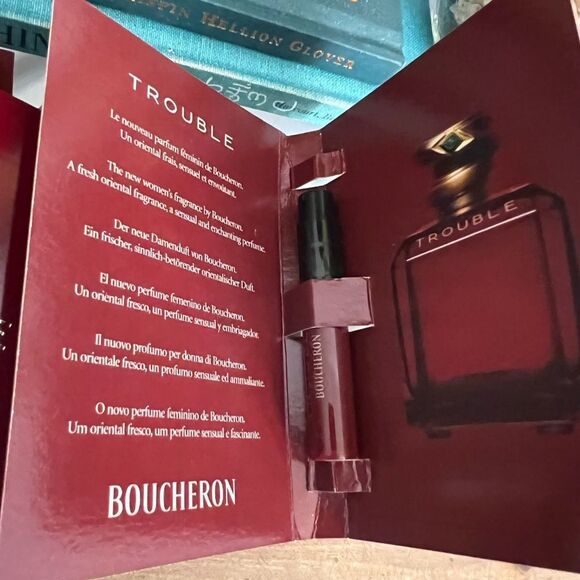 HIN
HELLION GLOVER
TROUBLE
Le nouveau parfum féminin de Boucheron.
Un oriental frais, sensuel et envoûtant.
The new women's fragrance by Boucheron.
A fresh oriental fragrance, a sensual and enchanting perfume.
Der neue Damenduft von Boucheron.
Ein frischer, sinnlich-betörender orientalischer Duft.
El nuevo perfume femenino de Boucheron.
Un oriental fresco, un perfume sensual y embriagador.
Il nuovo profumo per donna di Boucheron.
Un orientale fresco, un profumo sensuale ed ammaliante.
O novo perfume feminino de Boucheron.
Um oriental fresco, um perfume sensual e fascinante.
BOUCHERON
BOUCHERON
TROUBLE